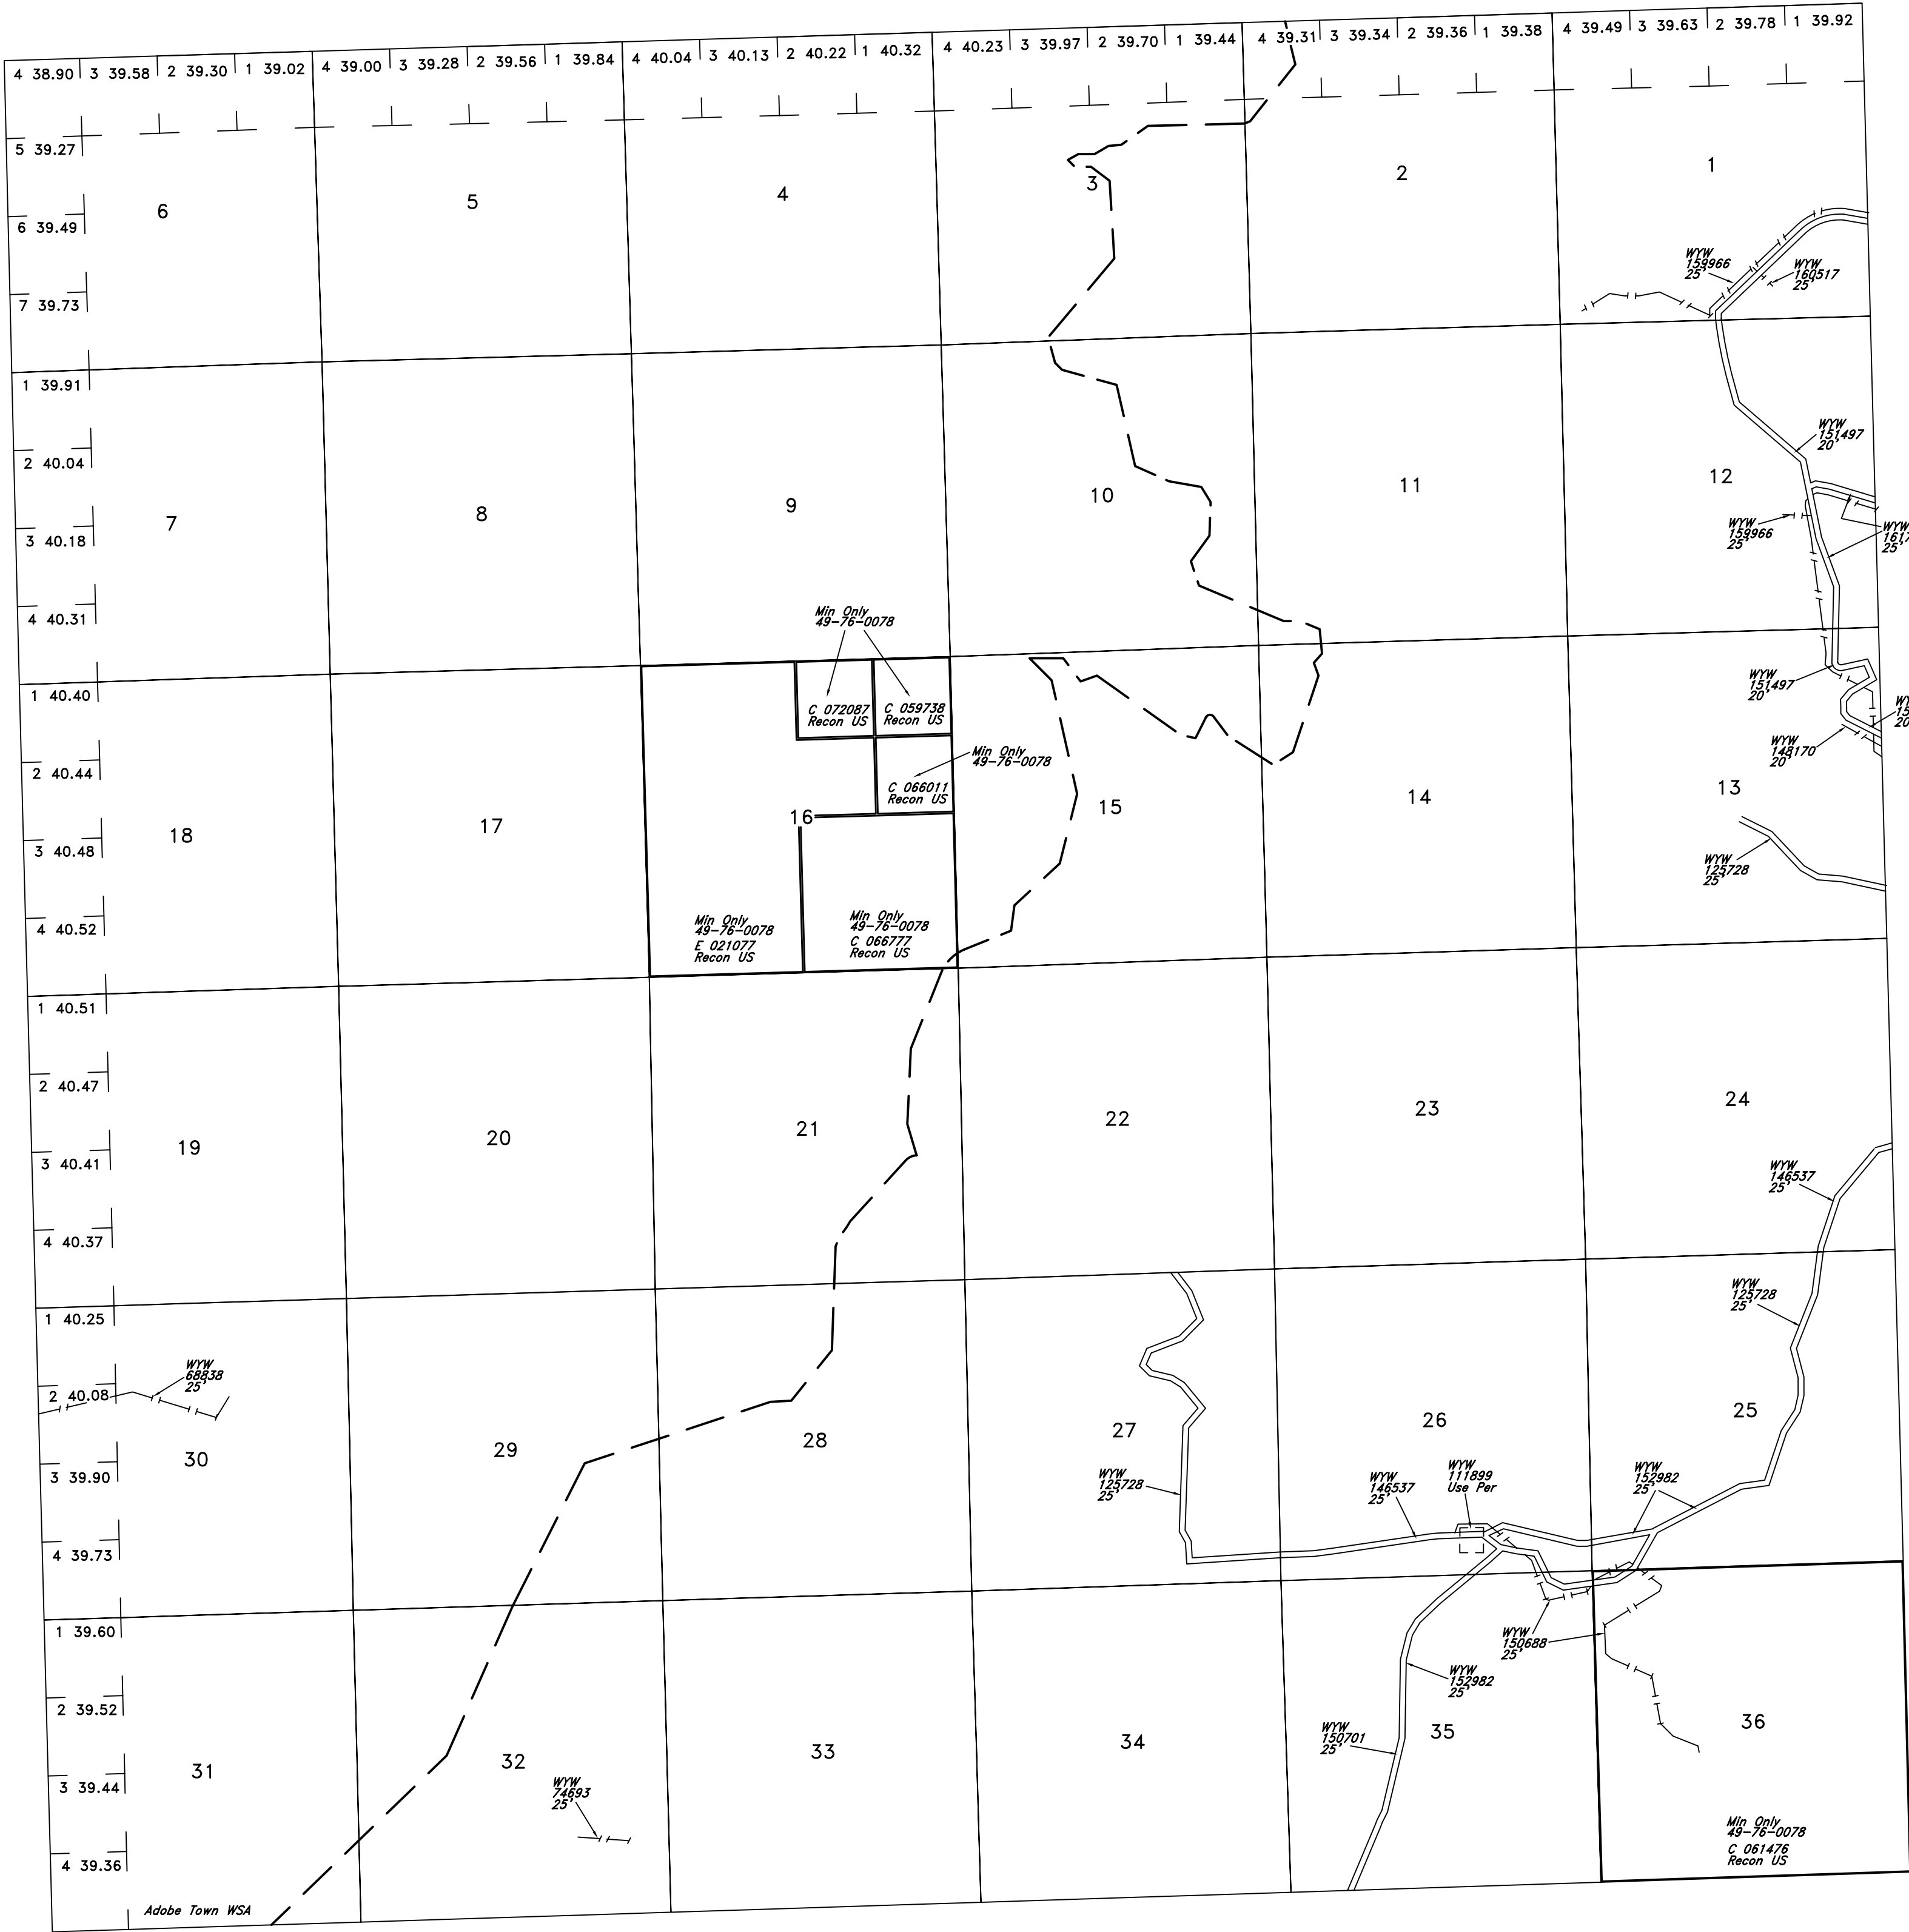 4 38.90 3 39.58 2 39.30 1 39.02 4 39.00 3 39.28 2 39.56 1 39.84 4 40.04 3 40.13 2 40.22 1 40.32 4 40.23 3 39.97 2 39.70 1 39.44 4 39.31 3 39.34 2 39.36 1 39.38 4 39.49 3 39.63 2 39.78 1 39.92
5 39.27
6 39.49
7 39.73
6
5
4
3
2
1
WYW
159966
25'
WYW
160517
25'
1 39.91
2 40.04
3 40.18
4 40.31
7
8
9
10
11
12
WYW
151497
20'
WYW
159966
25'
WYW
25'
Min Only
49-76-0078
1 40.40
2 40.44
3 40.48
4 40.52
18
17
16
15
14
13
C 072087
Recon US
C 059738
Recon US
Min Only
49-76-0078
C 066011
Recon US
Min Only
49-76-0078
E 021077
Recon US
Min Only
49-76-0078
C 066777
Recon US
WYW
151497
20'
WYW
148170
20'
WYW
125728
25'
1 40.51
2 40.47
3 40.41
4 40.37
19
20
21
22
23
24
WYW
146537
25'
1 40.25
2 40.08
3 39.90
4 39.73
WYW
68838
25'
30
29
28
27
26
25
WYW
125728
25'
WYW
125728
25'
WYW
146537
25'
WYW
111899
Use Per
WYW
152982
25'
1 39.60
2 39.52
3 39.44
4 39.36
31
32
33
34
35
36
WYW
150688
25'
WYW
152982
25'
WYW
150701
25'
WYW
74693
25'
Min Only
49-76-0078
C 061476
Recon US
Adobe Town WSA